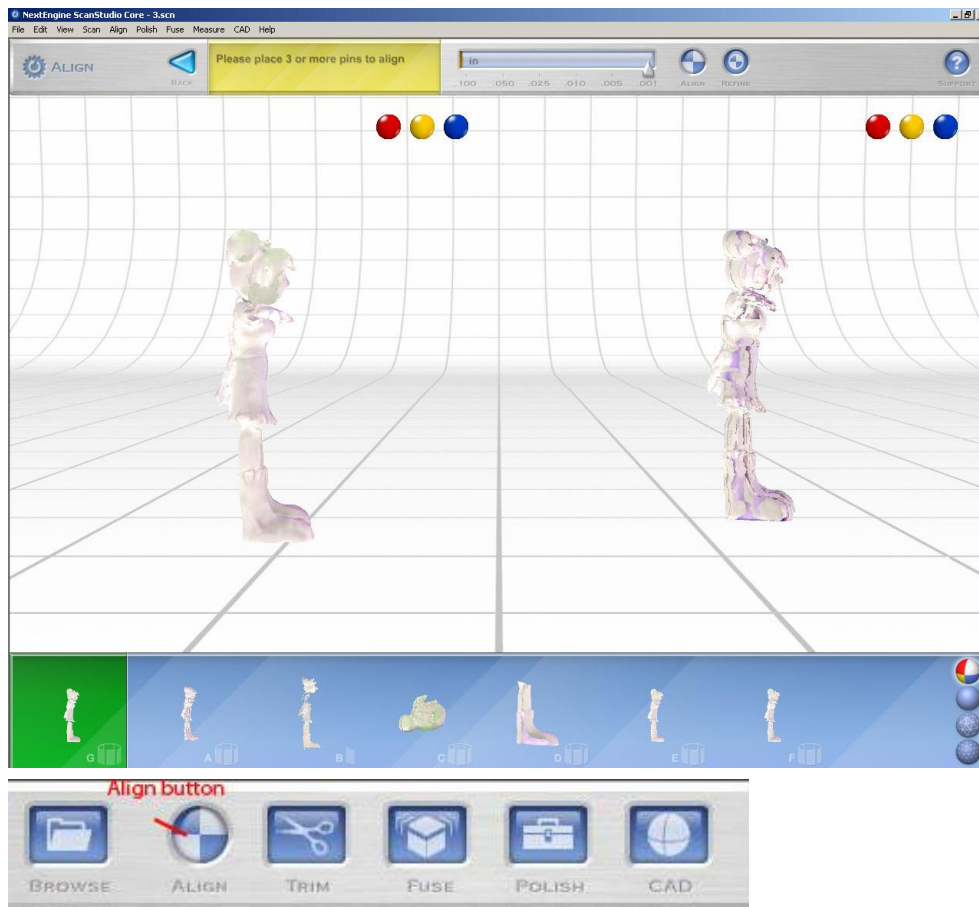 NextEngine ScanStudio Core - 3.scn
File Edit View Scan Align Polish Fuse Measure CAD Help
ALIGN
BACK
Please place 3 or more pins to align
in
.100 .050 .025 .010 .005 .001
ALIGN
REFINE
SUPPORT
G A B C D E F
Align button
BROWSE ALIGN TRIM FUSE POLISH CAD